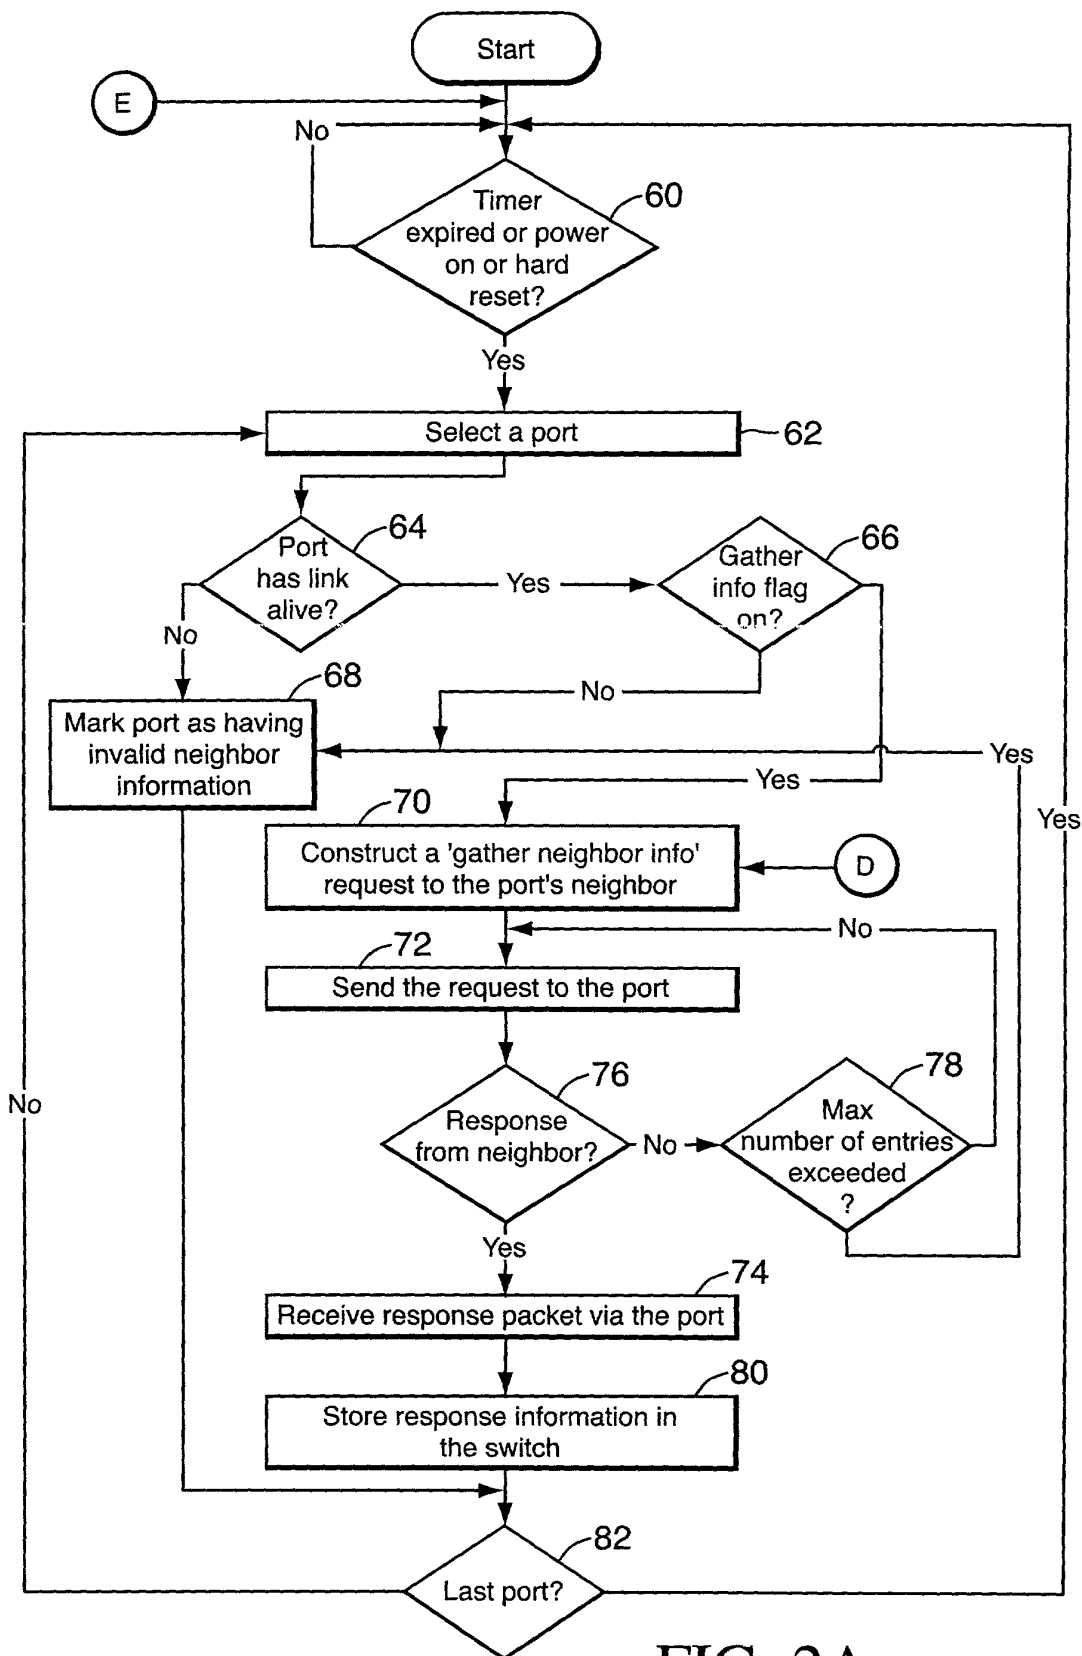 Start
E
No
Timer
expired or power
on or hard
reset?
60
Yes
Select a port
62
Port
has link
alive?
64
Yes
Gather
info flag
on?
66
No
No
68
Mark port as having
invalid neighbor
information
Yes
Yes
Yes
70
Construct a 'gather neighbor info'
request to the port's neighbor
D
No
72
Send the request to the port
76
Response
from neighbor?
No
78
Max
number of entries
exceeded
?
No
Yes
74
Receive response packet via the port
80
Store response information in
the switch
82
Last port?
FIG. 2A